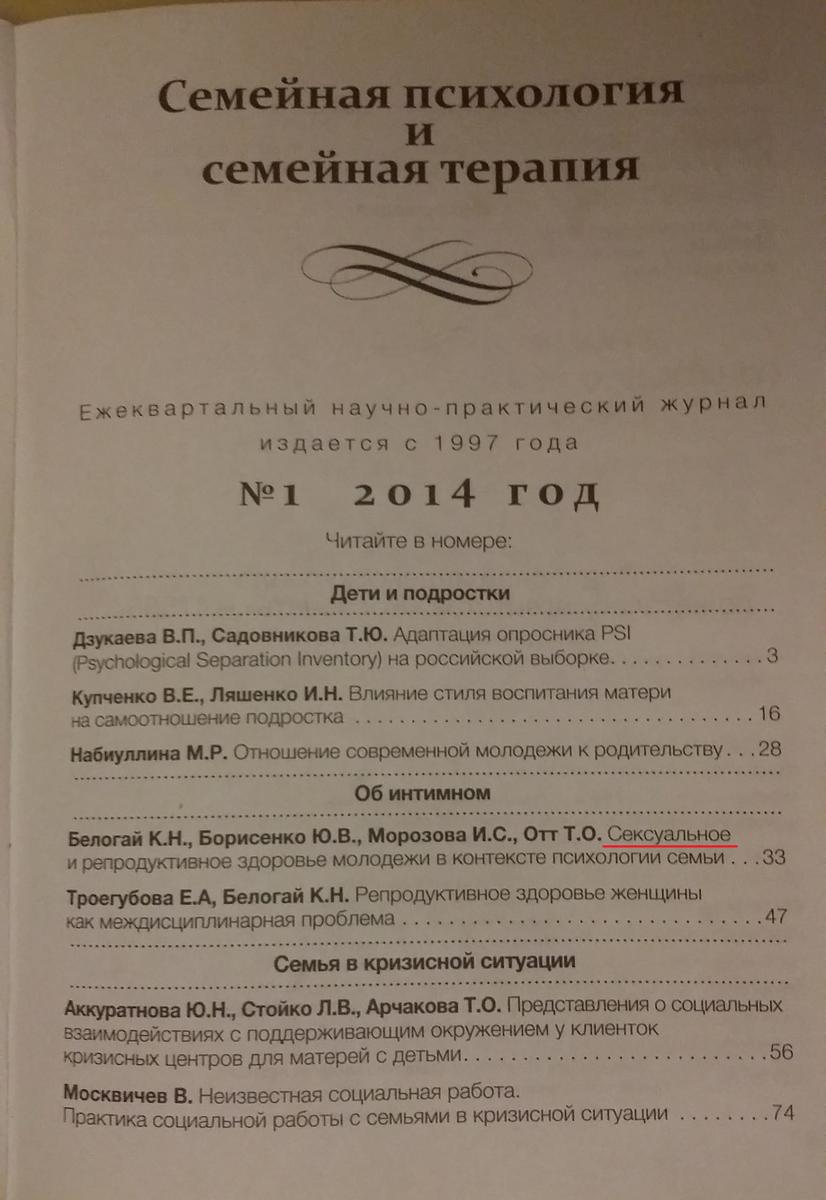 Семейная психология
и
семейная терапия
Ежеквартальный научно-практический журнал
издается с 1997 года
№1 2014 год
Читайте в номере:
Дети и подростки
Дзукаева В.П., Садовникова Т.Ю. Адаптация опросника PSI
(Psychological Separation Inventory) на российской выборке. . . . . . . . . . . . . . 3
Купченко В.Е., Ляшенко И.Н. Влияние стиля воспитания матери
на самоотношение подростка . . . . . . . . . . . . . . . . . . . . . . . . . . . . . . . . . . . . . 16
Набиуллина М.Р. Отношение современной молодежи к родительству. . . 28
Об интимном
Белогай К.Н., Борисенко Ю.В., Морозова И.С., Отт Т.О. Сексуальное
и репродуктивное здоровье молодежи в контексте психологии семьи . . . 33
Троегубова Е.А, Белогай К.Н. Репродуктивное здоровье женщины
как междисциплинарная проблема . . . . . . . . . . . . . . . . . . . . . . . . . . . . . . . . . 47
Семья в кризисной ситуации
Аккуратнова Ю.Н., Стойко Л.В., Арчакова Т.О. Представления о социальных
взаимодействиях с поддерживающим окружением у клиенток
кризисных центров для матерей с детьми. . . . . . . . . . . . . . . . . . . . . . . . . . . 56
Москвичев В. Неизвестная социальная работа.
Практика социальной работы с семьями в кризисной ситуации . . . . . . . . 74